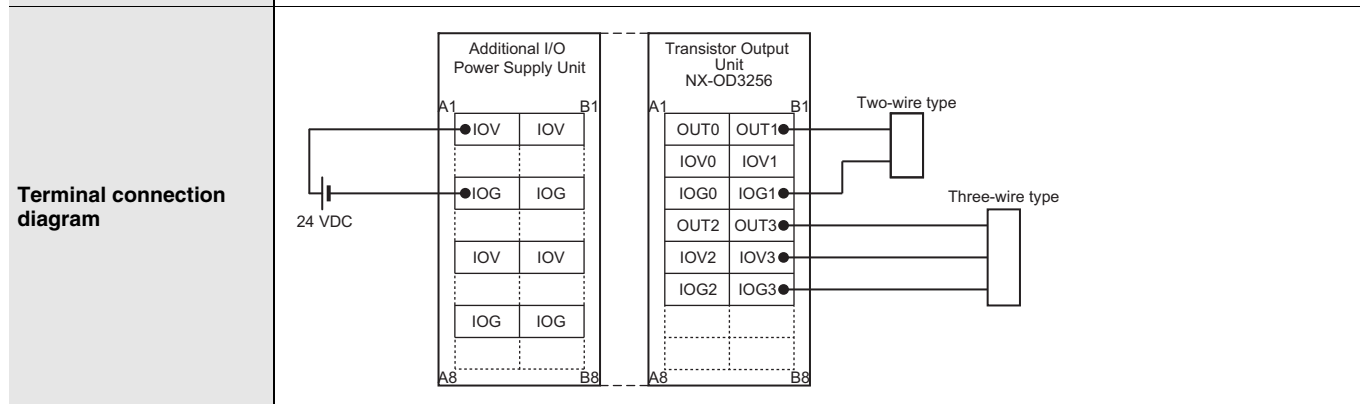 Terminal connection
diagram
Additional I/O
Power Supply Unit
A1 B1
IOV IOV
IOG IOG
IOV IOV
IOG IOG
A8 B8
24 VDC
Transistor Output
Unit
NX-OD3256
A1 B1
OUT0 OUT1
IOV0 IOV1
IOG0 IOG1
OUT2 OUT3
IOV2 IOV3
IOG2 IOG3
A8 B8
Two-wire type
Three-wire type